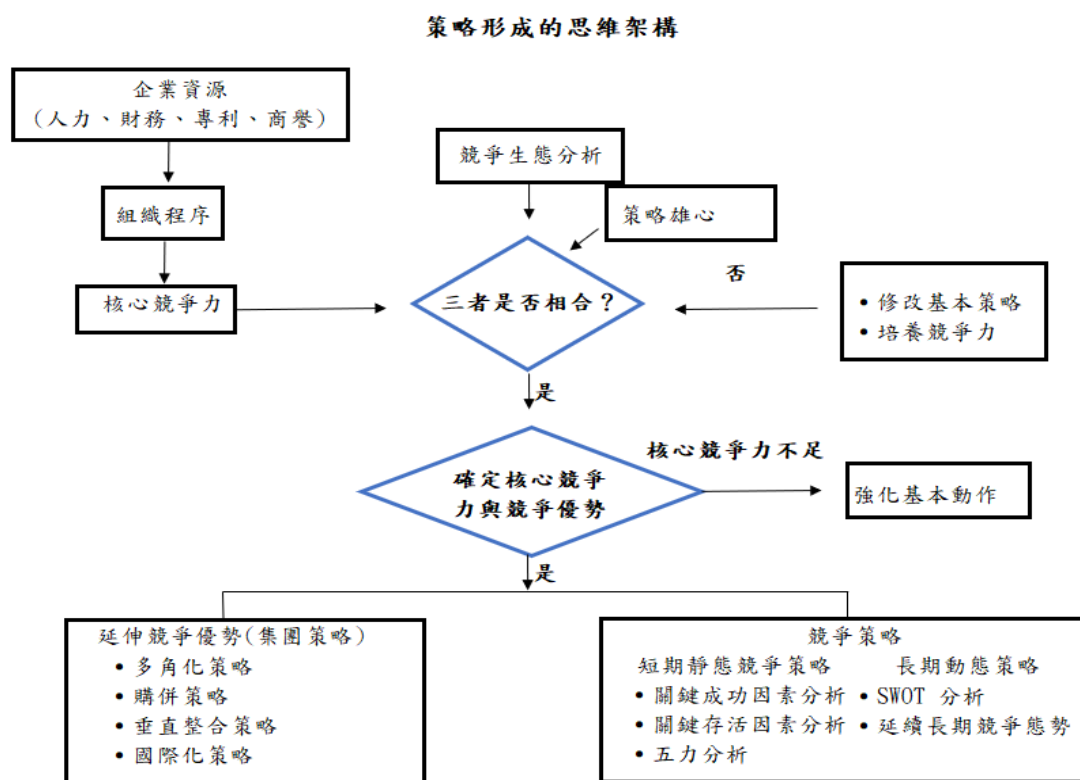 策略形成的思維架構
企業資源
(人力、財務、專利、商譽)
競爭生態分析
組織程序
策略雄心
核心競爭力
三者是否相合？
否
• 修改基本策略
• 培養競爭力
是
核心競爭力不足
確定核心競爭
力與競爭優勢
強化基本動作
是
延伸競爭優勢(集團策略)
• 多角化策略
• 購併策略
• 垂直整合策略
• 國際化策略
競爭策略
短期靜態競爭策略 長期動態策略
• 關鍵成功因素分析 • SWOT 分析
• 關鍵存活因素分析 • 延續長期競爭態勢
• 五力分析